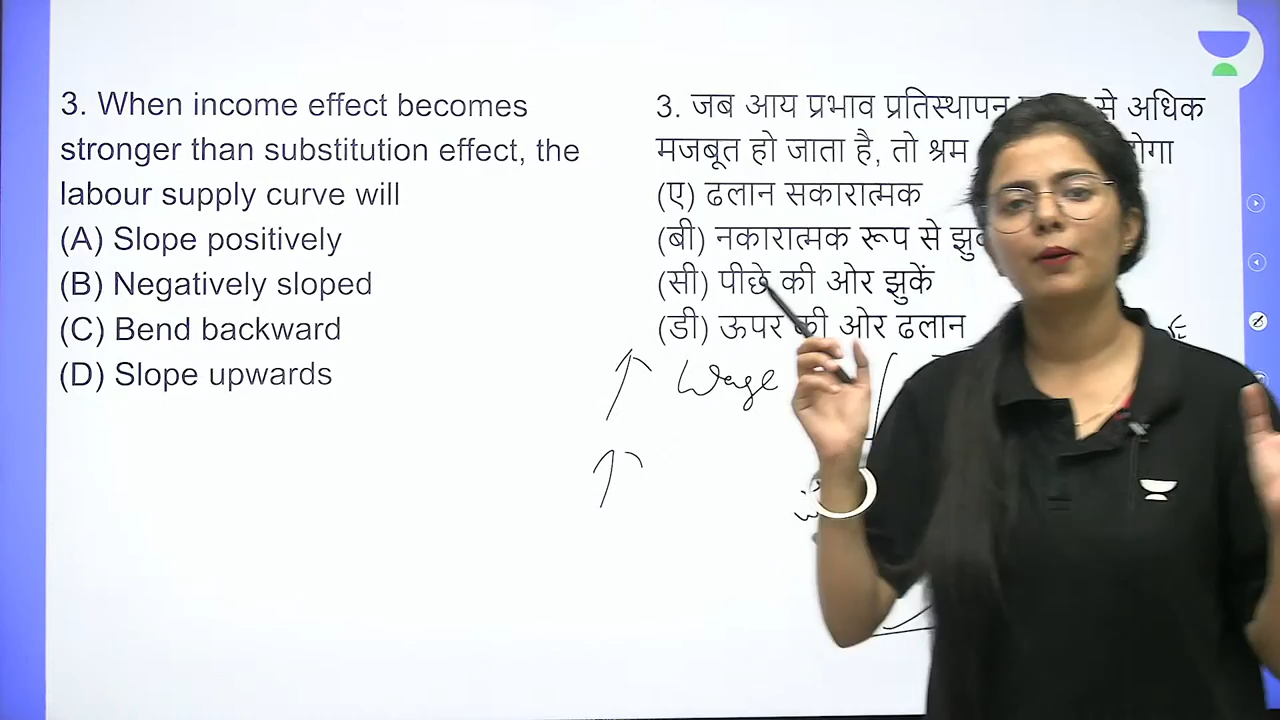 3. When income effect becomes
stronger than substitution effect, the
labour supply curve will
(A) Slope positively
(B) Negatively sloped
(C) Bend backward
(D) Slope upwards
3. जब आय प्रभाव प्रतिस्थापन से अधिक
मजबूत हो जाता है, तो श्रम
(ए) ढलान सकारात्मक
(बी) नकारात्मक रूप से
(सी) पीछे की ओर झुकें
(डी) ऊपर की ओर ढलान
Wage